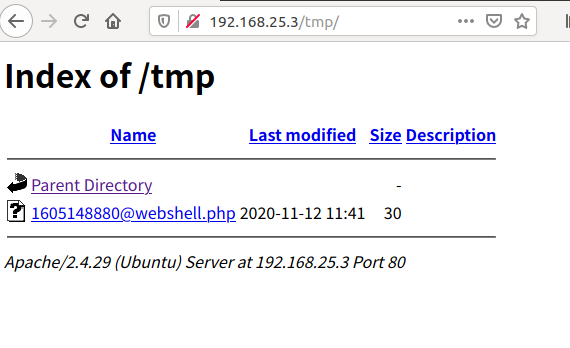 192.168.25.3/tmp/
Index of /tmp
Name Last modified Size Description
Parent Directory -
1605148880@webshell.php 2020-11-12 11:41 30
Apache/2.4.29 (Ubuntu) Server at 192.168.25.3 Port 80